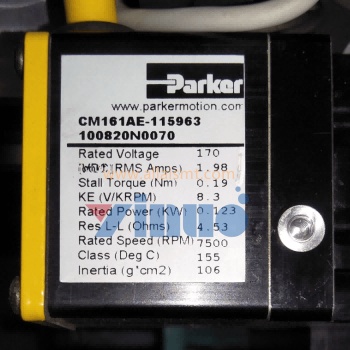 Parker
www.parkermotion.com
CM161AE-115963
100820N0070
Rated Voltage 170
(RMS Amps) 1.98
Stall Torque (Nm) 0.19
KE (V/KRPM) 8.3
Rated Power (KW) 0.123
Res L-L (Ohms) 4.53
Rated Speed (RPM) 7500
Class (Deg C) 155
Inertia (g*cm2) 106